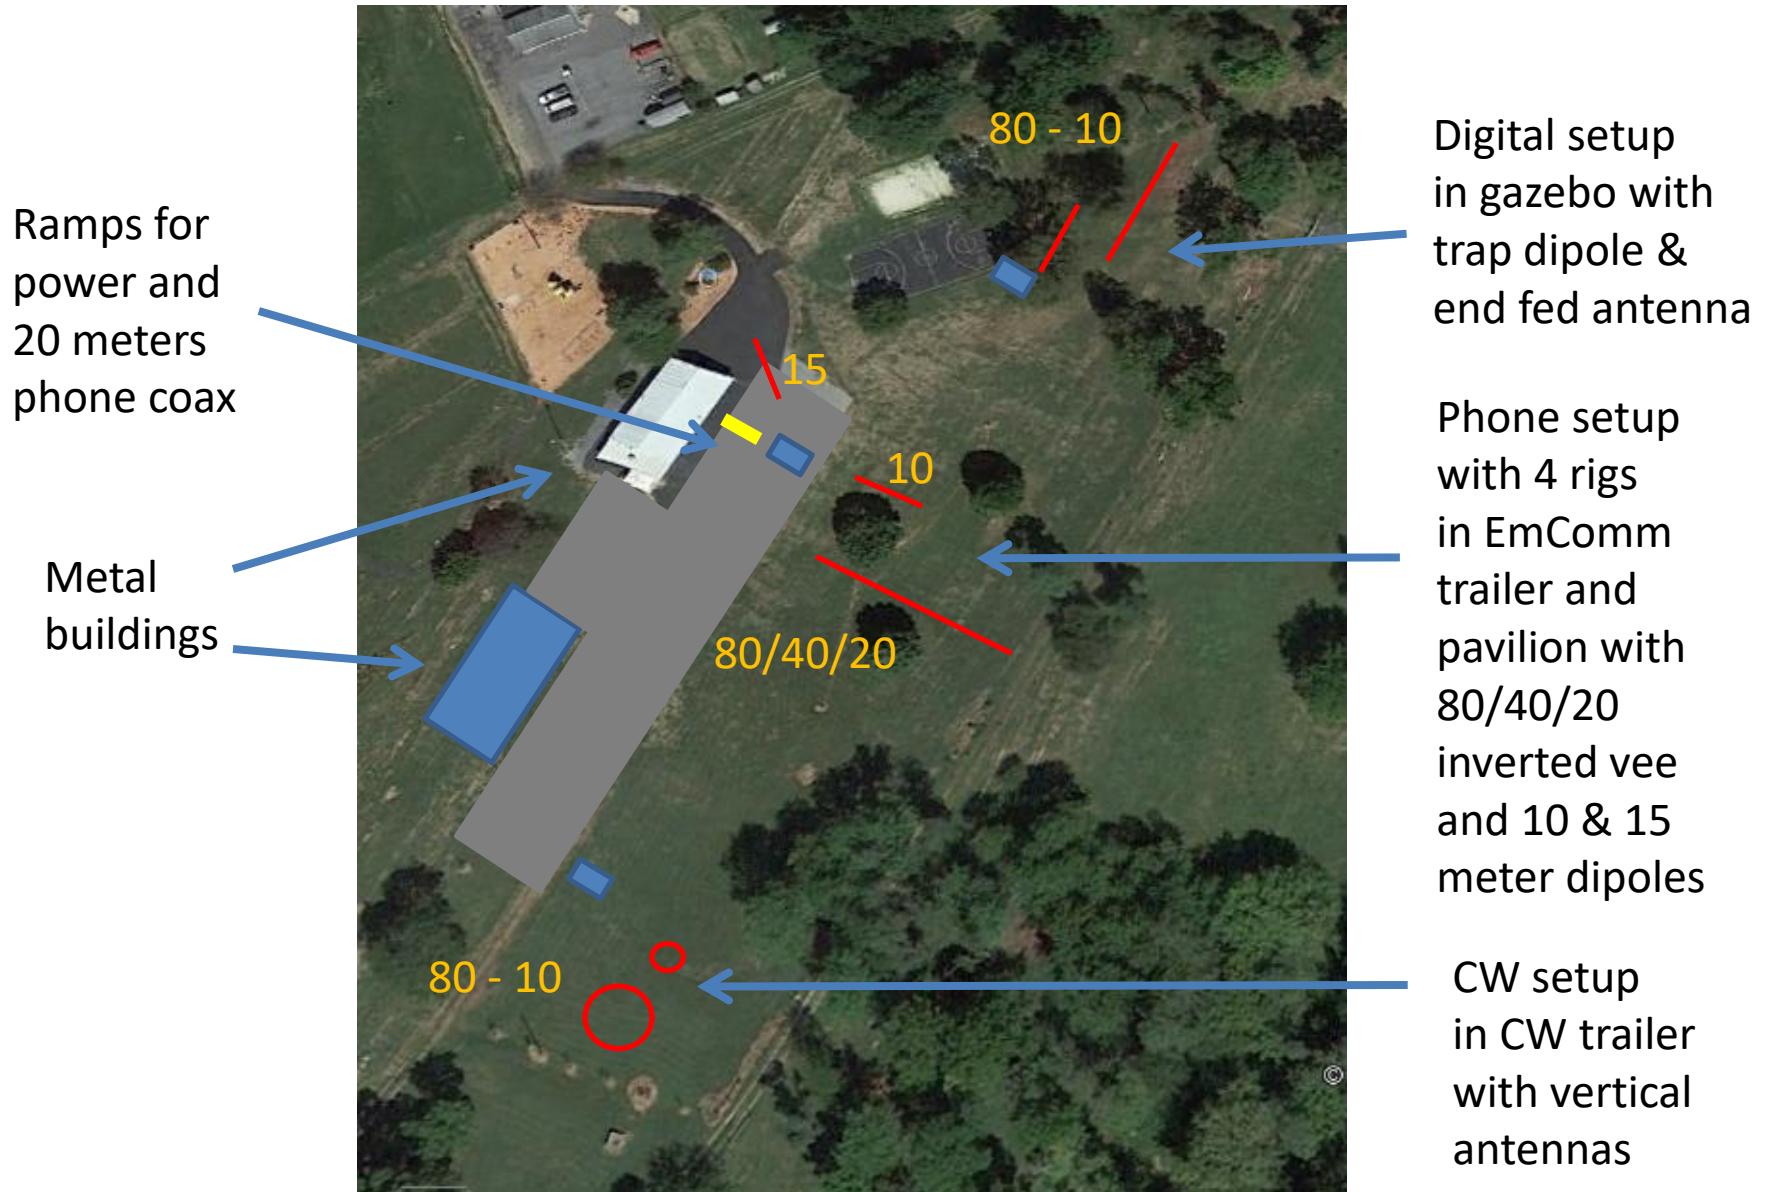 Ramps for
power and
20 meters
phone coax
Metal
buildings
80 - 10
15
10
80/40/20
80 - 10
©
Digital setup
in gazebo with
trap dipole &
end fed antenna
Phone setup
with 4 rigs
in EmComm
trailer and
pavilion with
80/40/20
inverted vee
and 10 & 15
meter dipoles
CW setup
in CW trailer
with vertical
antennas